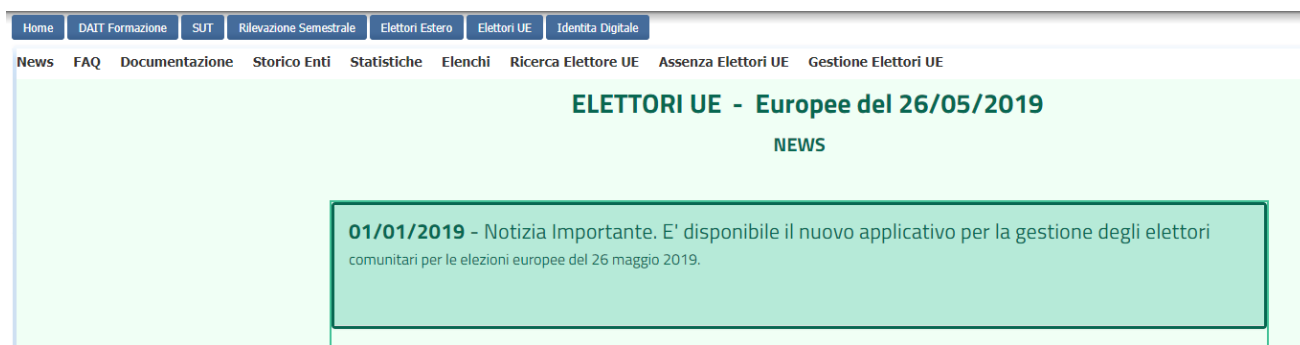 Home DAIT Formazione SUT Rilevazione Semestrale Elettori Estero Elettori UE Identita Digitale
News FAQ Documentazione Storico Enti Statistiche Elenchi Ricerca Elettore UE Assenza Elettori UE Gestione Elettori UE
ELETTORI UE - Europee del 26/05/2019
NEWS
01/01/2019 - Notizia Importante. E' disponibile il nuovo applicativo per la gestione degli elettori
comunitari per le elezioni europee del 26 maggio 2019.